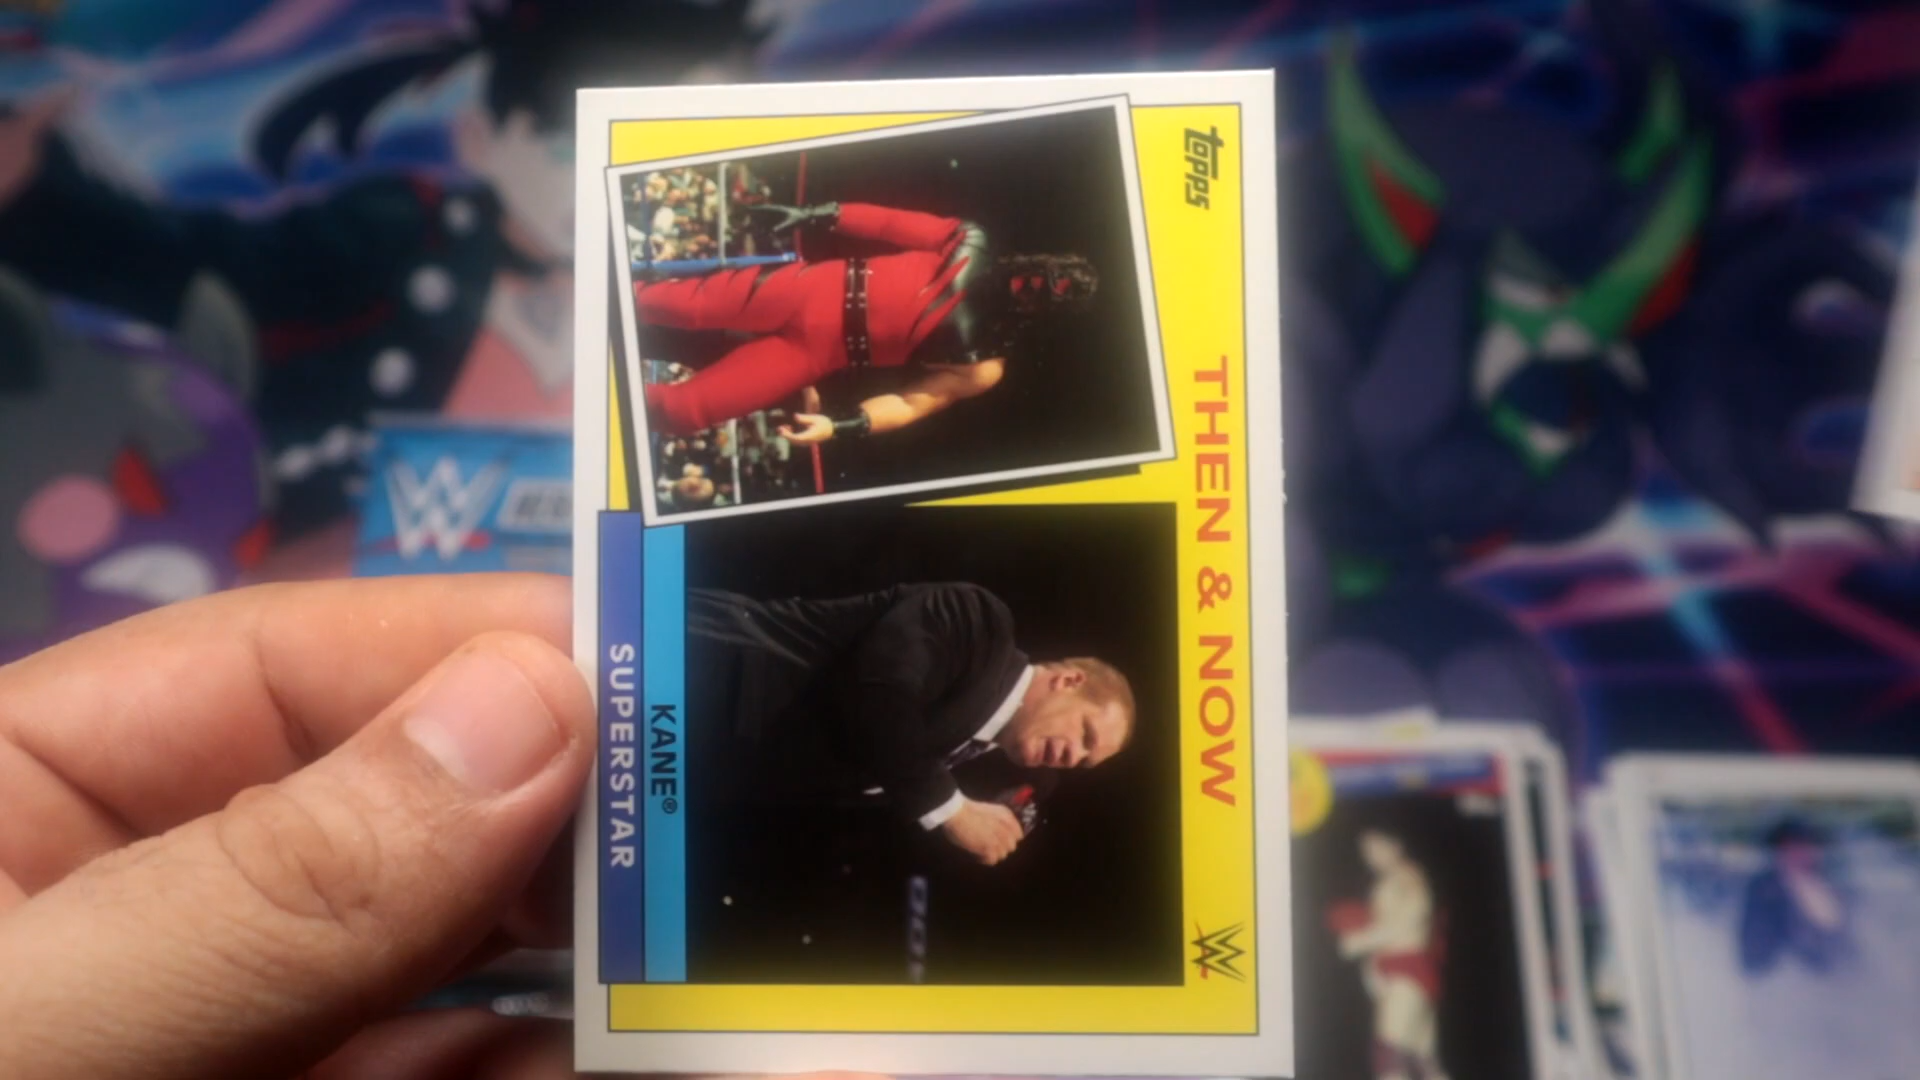 topps
THEN & NOW
W
KANE®
SUPERSTAR
W